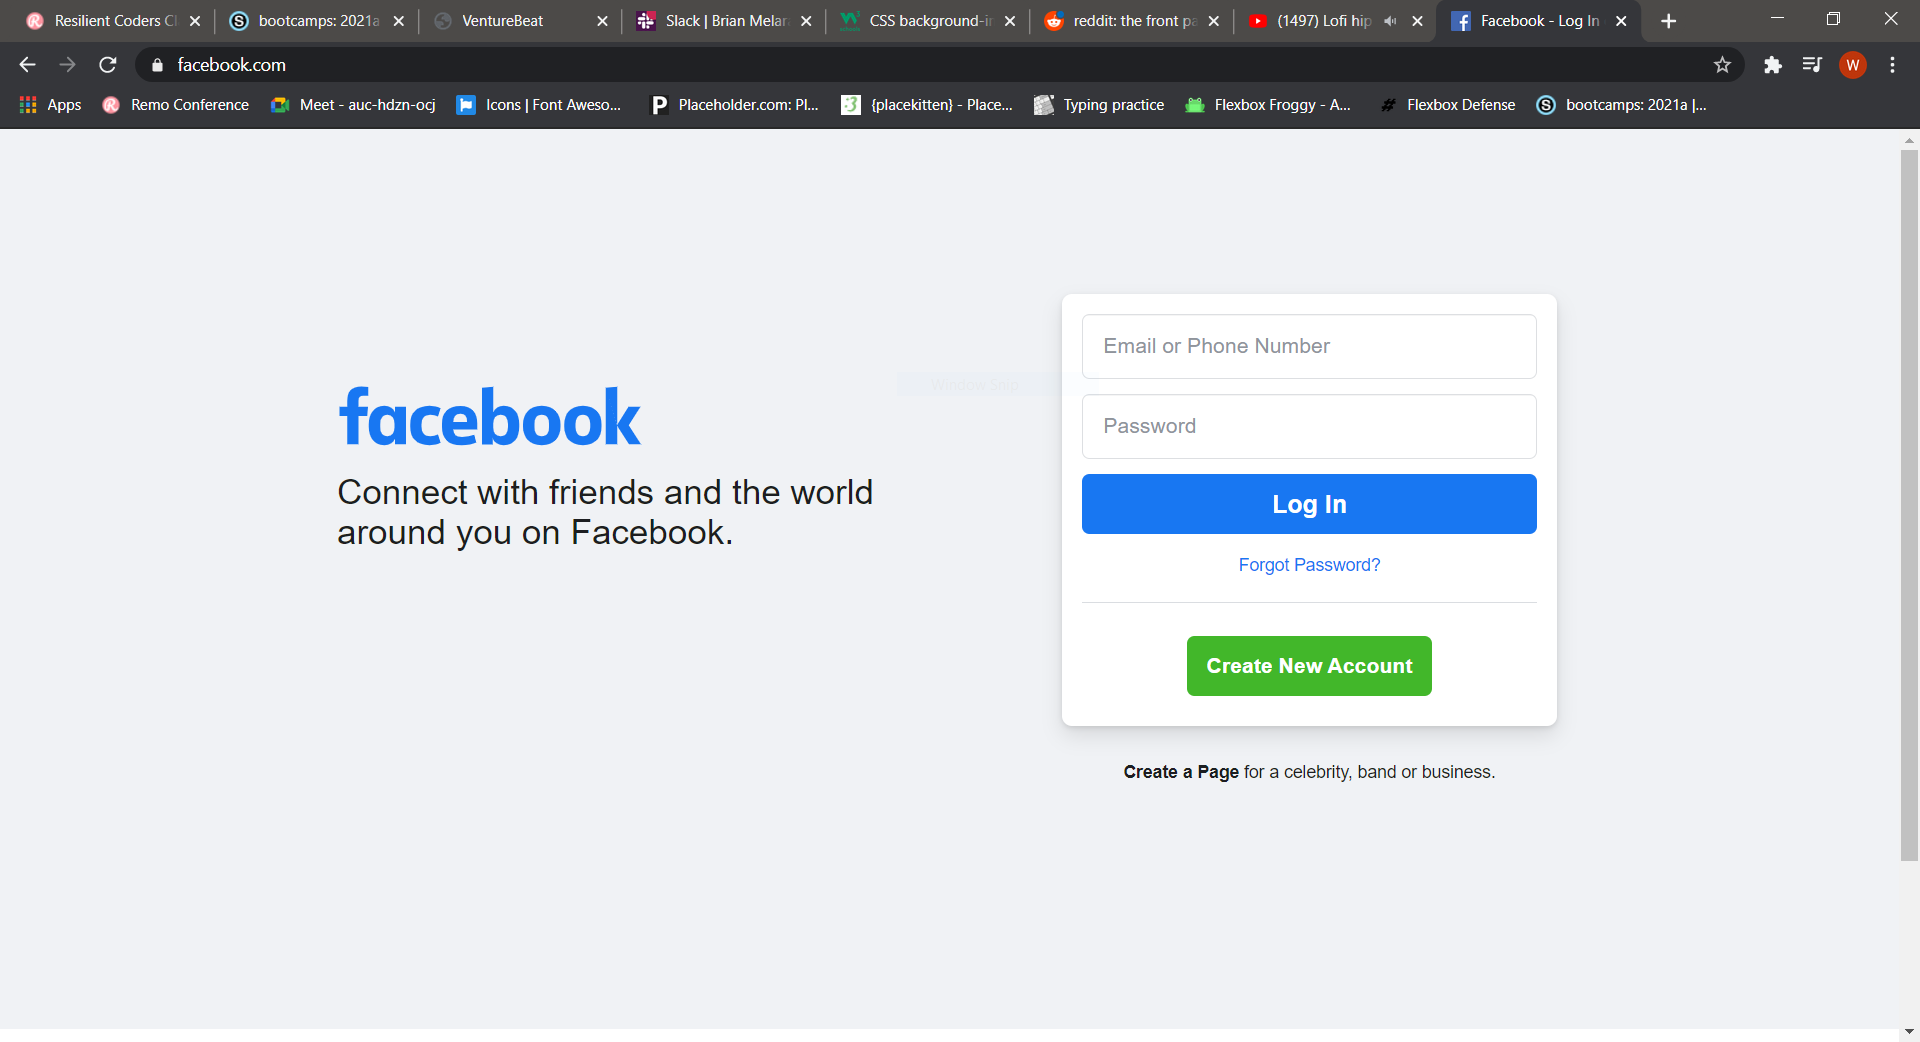 Resilient Coders Cl
bootcamps: 2021a
VentureBeat
Slack | Brian Melar
CSS background-ir
reddit: the front pa
(1497) Lofi hip
Facebook - Log In
facebook.com
W
Apps
Remo Conference
Meet - auc-hdzn-ocj
Icons | Font Aweso...
Placeholder.com: Pl...
{placekitten} - Place...
Typing practice
Flexbox Froggy - A...
Flexbox Defense
bootcamps: 2021a |...
facebook
Connect with friends and the world
around you on Facebook.
Window Snip
Email or Phone Number
Password
Log In
Forgot Password?
Create New Account
Create a Page for a celebrity, band or business.